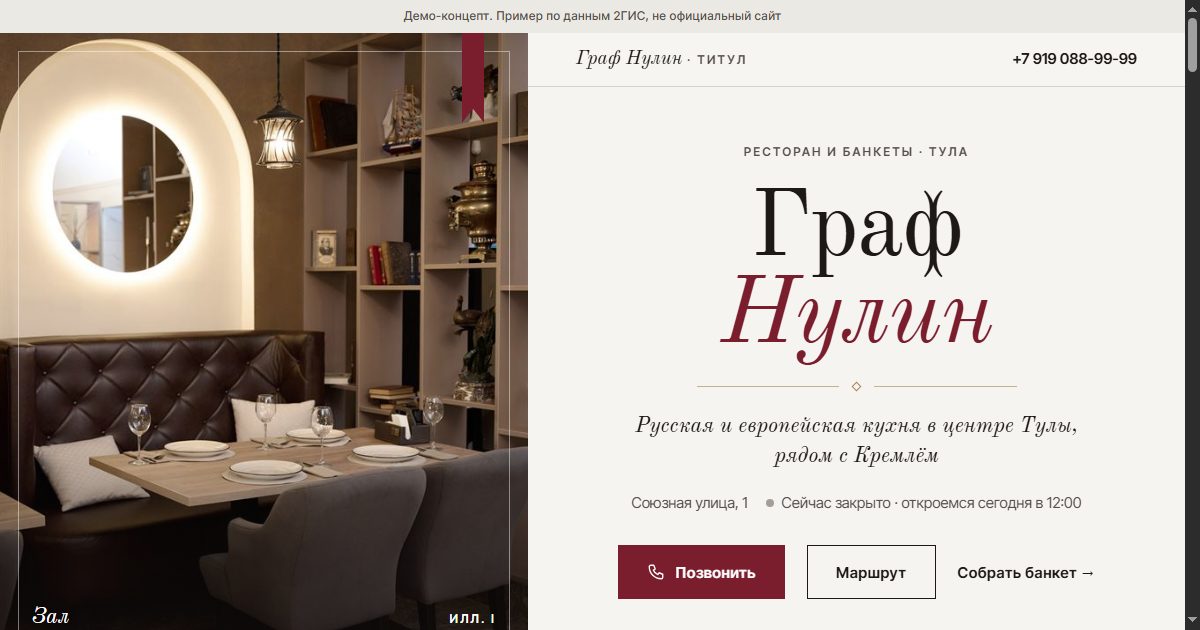 Демо-концепт. Пример по данным 2ГИС, не официальный сайт
Граф Нулин · ТИТУЛ
+7 919 088-99-99
РЕСТОРАН И БАНКЕТЫ · ТУЛА
Граф
Нулин
Русская и европейская кухня в центре Тулы,
рядом с Кремлём
Союзная улица, 1
Сейчас закрыто · откроемся сегодня в 12:00
Позвонить
Маршрут
Собрать банкет →
Зал
ИЛЛ. I